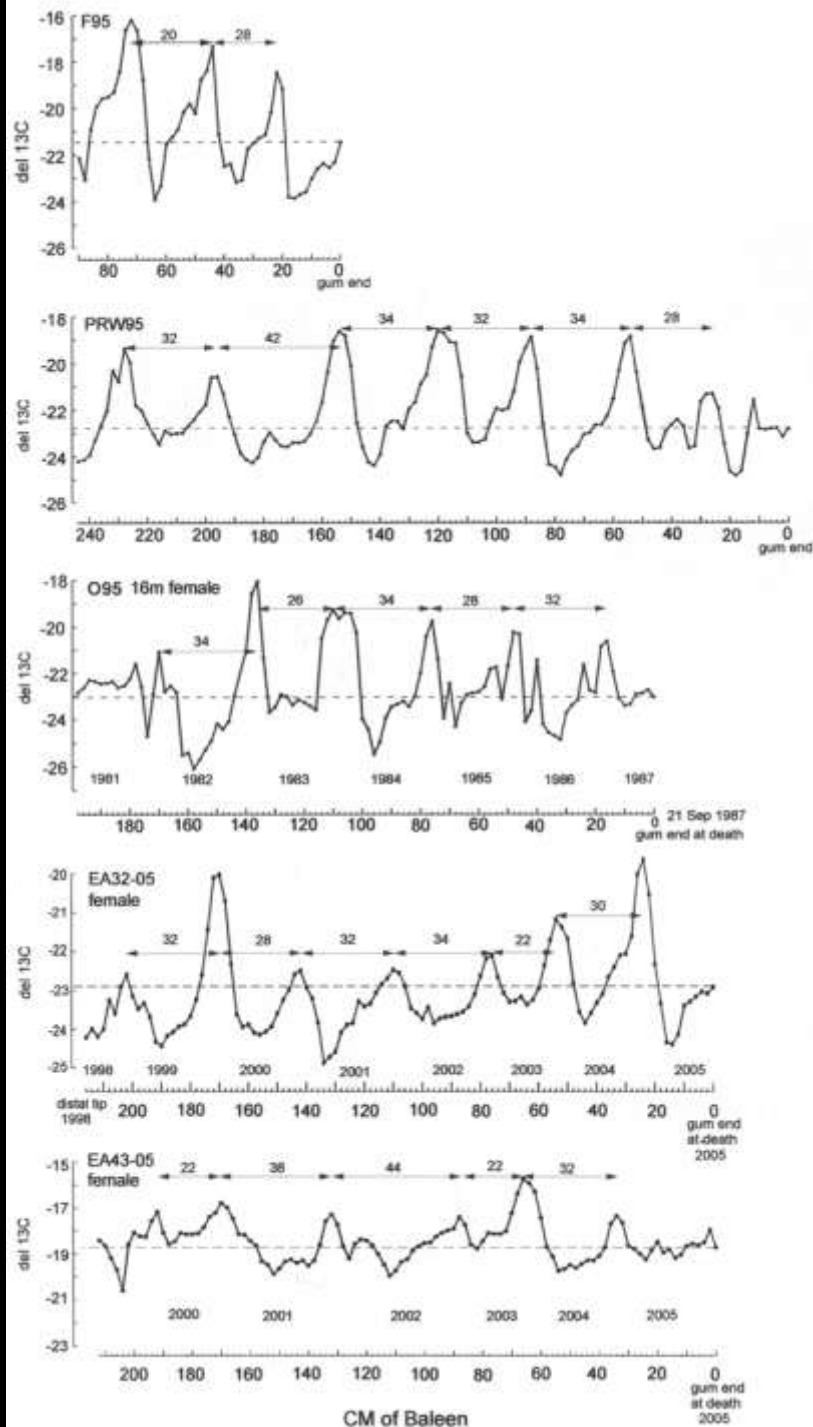 F95
-16
-18
-20
-22
-24
-26
del 13C
20 28
80 60 40 20 0
gum end
PRW95
-18
-20
-22
-24
-26
del 13C
32 42 34 32 34 28
240 220 200 180 160 140 120 100 80 60 40 20 0
gum end
O95 16m female
-18
-20
-22
-24
-26
del 13C
34 26 34 28 32
1981 1982 1983 1984 1985 1986 1987
180 160 140 120 100 80 60 40 20 0 21 Sep 1987
gum end at death
EA32-05
female
-20
-21
-22
-23
-24
-25
del 13C
32 28 32 34 22 30
1998 1999 2000 2001 2002 2003 2004 2005
distal tip
1998
200 180 160 140 120 100 80 60 40 20 0
gum end
at death
2005
EA43-05
female
-15
-17
-19
-21
-23
del 13C
22 38 44 22 32
2000 2001 2002 2003 2004 2005
200 180 160 140 120 100 80 60 40 20 0
gum end
at death
2005
CM of Baleen